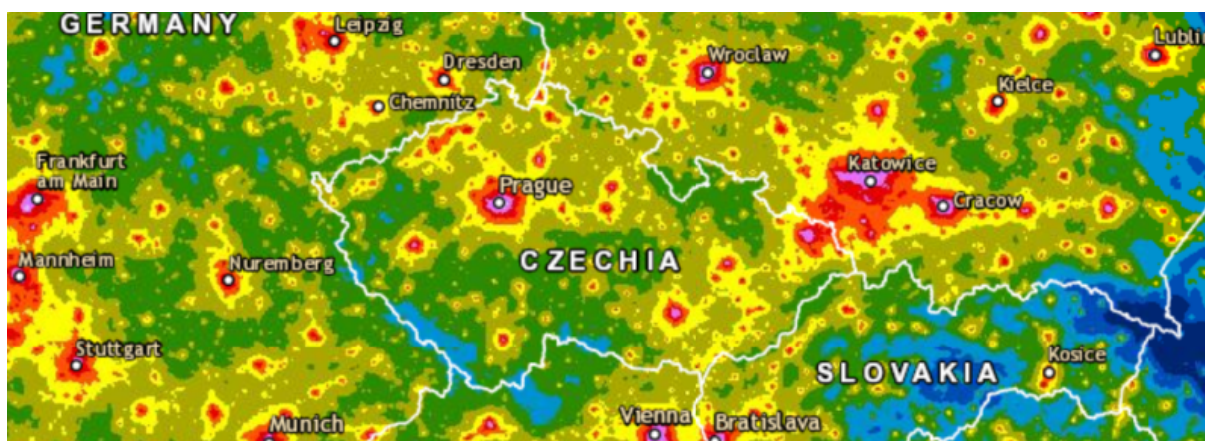 GERMANY
Leipzig
Dresden
Chemnitz
Wroclaw
Lublin
Kielce
Frankfurt
am Main
Katowice
Prague
Cracow
CZECHIA
Mannheim
Nuremberg
Stuttgart
SLOVAKIA
Kosice
Munich
Vienna
Bratislava